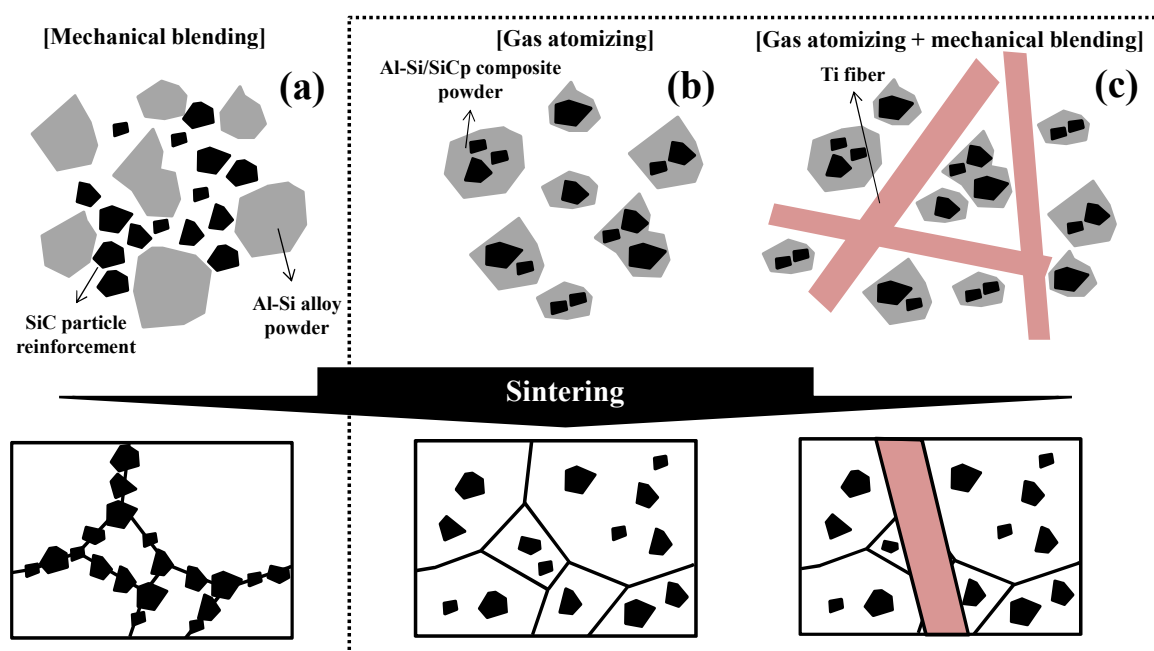 [Mechanical blending]
(a)
SiC particle
reinforcement
Al-Si alloy
powder
[Gas atomizing]
Al-Si/SiCp composite
powder
(b)
[Gas atomizing + mechanical blending]
Ti fiber
(c)
Sintering